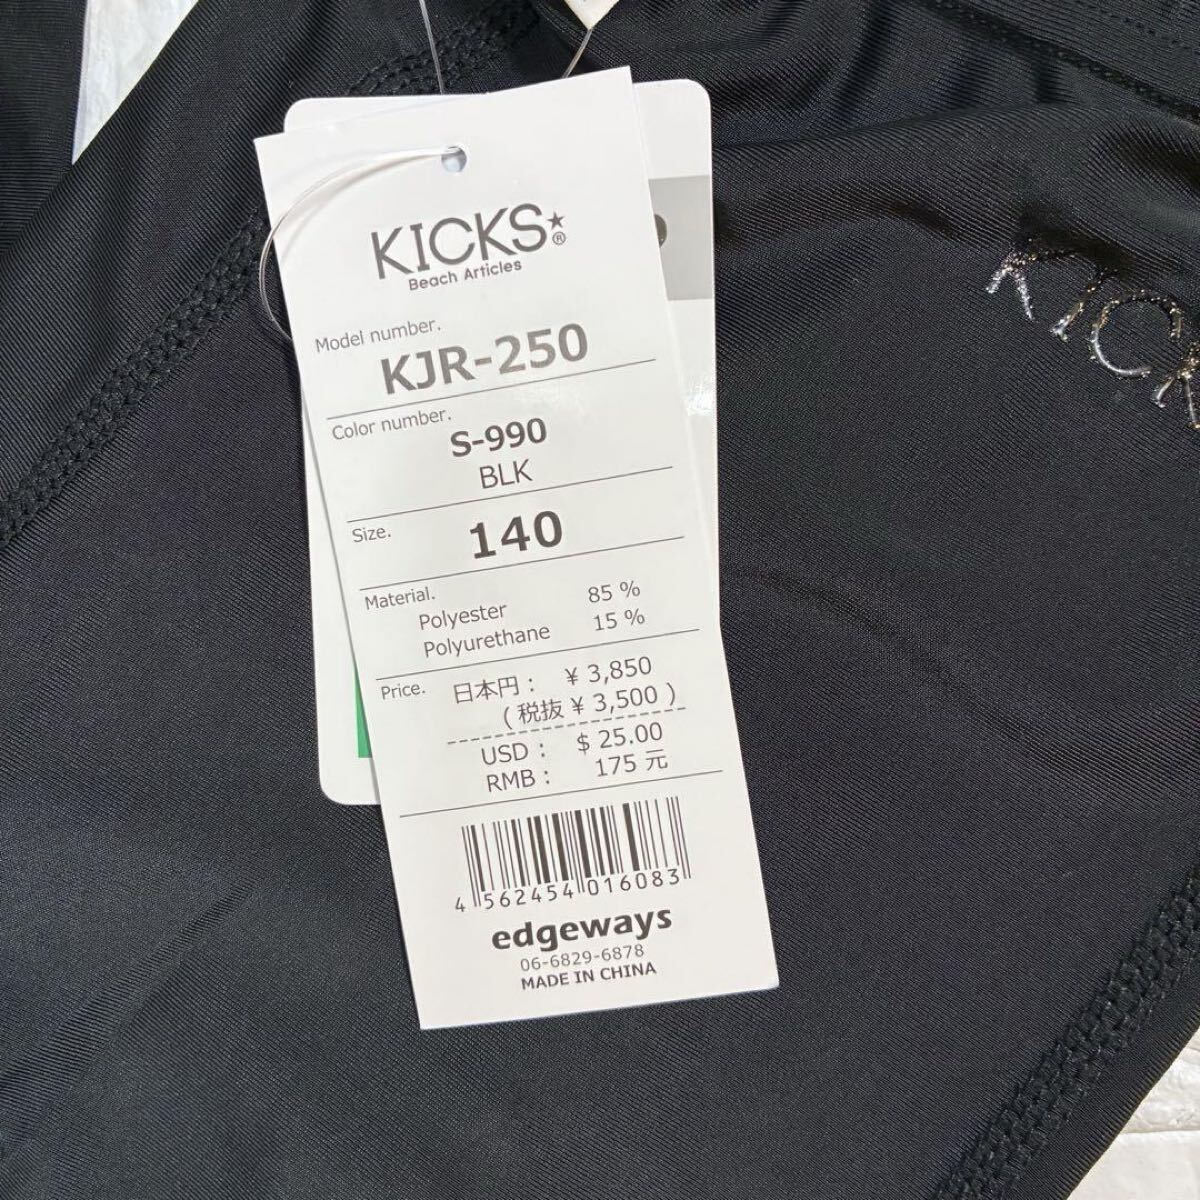 KICKS★®
Beach Articles
Model number.
KJR-250
Color number.
S-990
BLK
Size.
140
Material.
Polyester 85 %
Polyurethane 15 %
Price.
日本円： ¥ 3,850
( 税抜 ¥ 3,500 )
USD： $ 25.00
RMB： 175 元
4 562454 016083
edgeways
06-6829-6878
MADE IN CHINA
KICK